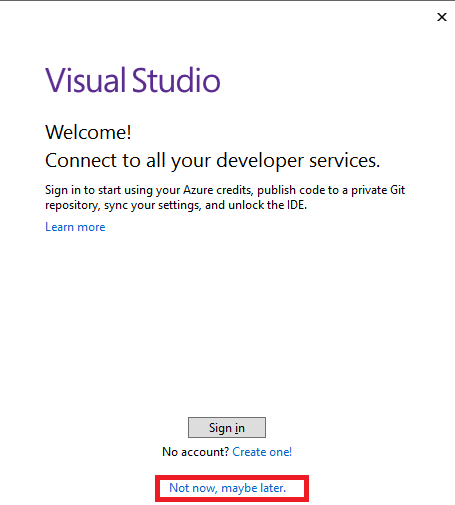 Visual Studio
Welcome!
Connect to all your developer services.
Sign in to start using your Azure credits, publish code to a private Git
repository, sync your settings, and unlock the IDE.
Learn more
Sign in
No account? Create one!
Not now, maybe later.